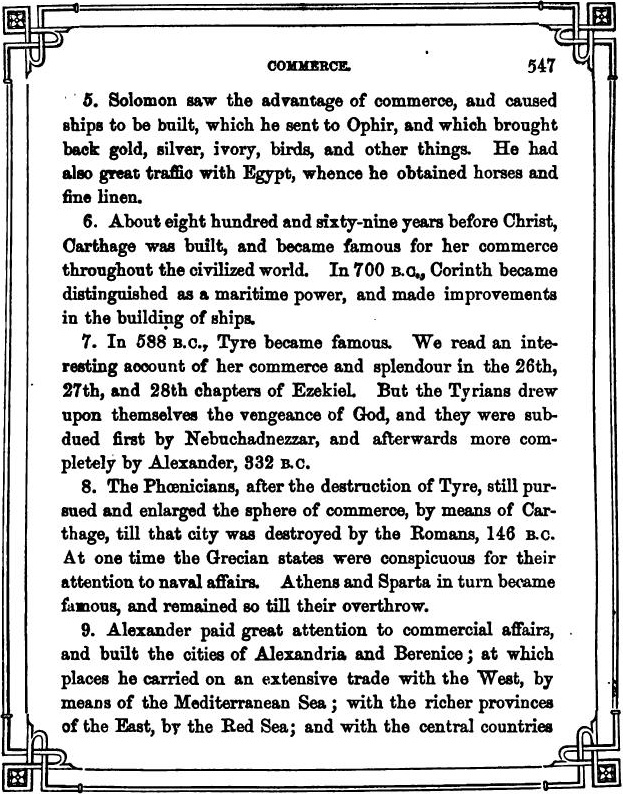 COMMERCE. 547
5. Solomon saw the advantage of commerce, and caused
ships to be built, which he sent to Ophir, and which brought
back gold, silver, ivory, birds, and other things. He had
also great traffic with Egypt, whence he obtained horses and
fine linen.
6. About eight hundred and sixty-nine years before Christ,
Carthage was built, and became famous for her commerce
throughout the civilized world. In 700 B.C., Corinth became
distinguished as a maritime power, and made improvements
in the building of ships.
7. In 588 B.C., Tyre became famous. We read an inte-
resting account of her commerce and splendour in the 26th,
27th, and 28th chapters of Ezekiel. But the Tyrians drew
upon themselves the vengeance of God, and they were sub-
dued first by Nebuchadnezzar, and afterwards more com-
pletely by Alexander, 332 B.C.
8. The Phœnicians, after the destruction of Tyre, still pur-
sued and enlarged the sphere of commerce, by means of Car-
thage, till that city was destroyed by the Romans, 146 B.C.
At one time the Grecian states were conspicuous for their
attention to naval affairs. Athens and Sparta in turn became
famous, and remained so till their overthrow.
9. Alexander paid great attention to commercial affairs,
and built the cities of Alexandria and Berenice; at which
places he carried on an extensive trade with the West, by
means of the Mediterranean Sea; with the richer provinces
of the East, by the Red Sea; and with the central countries